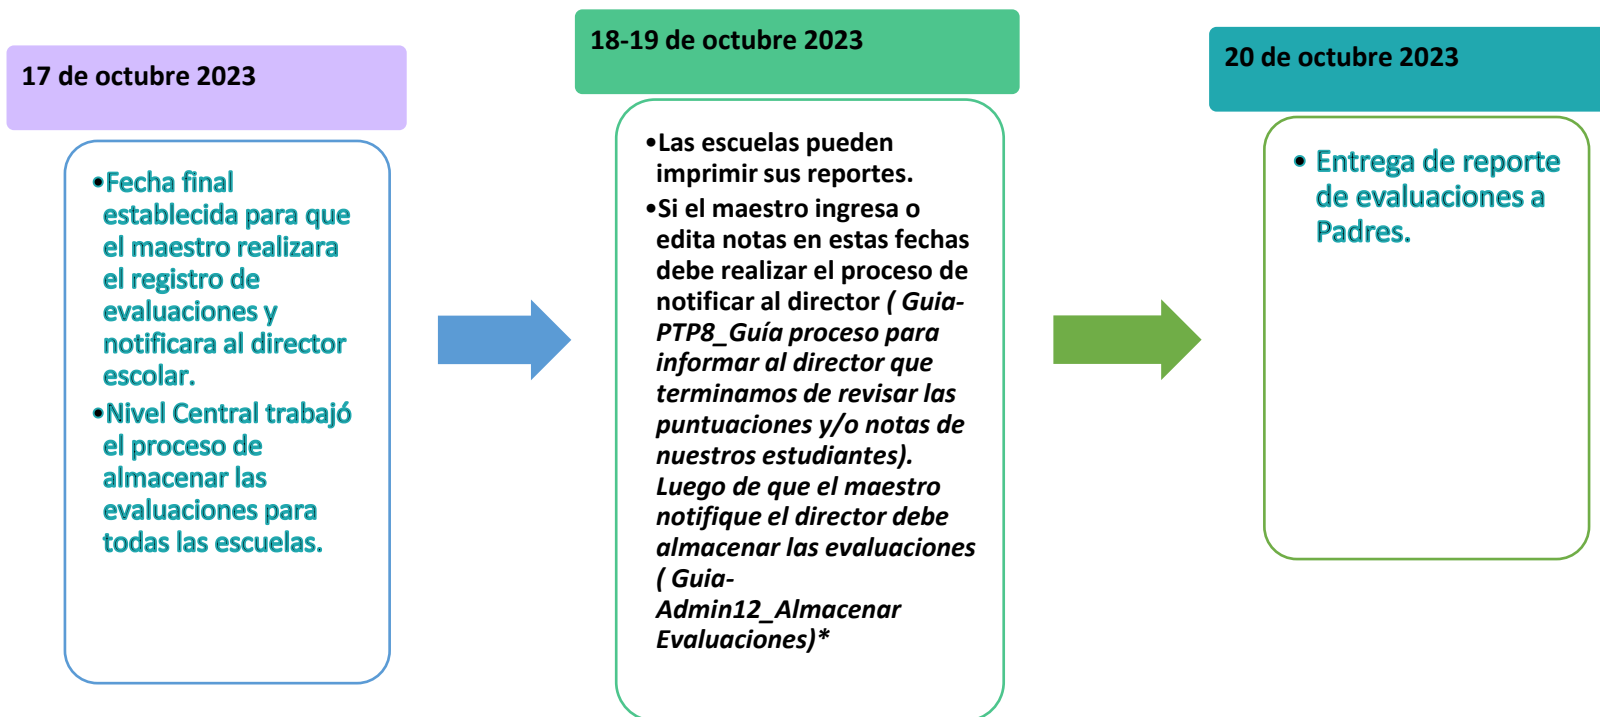 17 de octubre 2023
•Fecha final
establecida para que
el maestro realizara
el registro de
evaluaciones y
notificara al director
escolar.
•Nivel Central trabajó
el proceso de
almacenar las
evaluaciones para
todas las escuelas.
18-19 de octubre 2023
•Las escuelas pueden
imprimir sus reportes.
•Si el maestro ingresa o
edita notas en estas fechas
debe realizar el proceso de
notificar al director ( Guia-
PTP8_Guía proceso para
informar al director que
terminamos de revisar las
puntuaciones y/o notas de
nuestros estudiantes).
Luego de que el maestro
notifique el director debe
almacenar las evaluaciones
( Guia-
Admin12_Almacenar
Evaluaciones)*
20 de octubre 2023
• Entrega de reporte
de evaluaciones a
Padres.